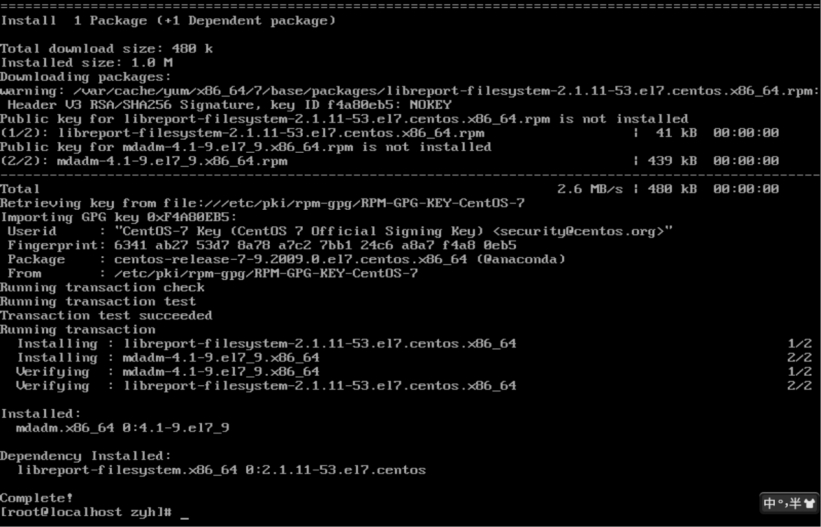 ================================================================================
Install  1 Package (+1 Dependent package)
Total download size: 480 k
Installed size: 1.0 M
Downloading packages:
warning: /var/cache/yum/x86_64/7/base/packages/libreport-filesystem-2.1.11-53.el7.centos.x86_64.rpm:
 Header V3 RSA/SHA256 Signature, key ID f4a80eb5: NOKEY
Public key for libreport-filesystem-2.1.11-53.el7.centos.x86_64.rpm is not installed
(1/2): libreport-filesystem-2.1.11-53.el7.centos.x86_64.rpm | 41 kB 00:00:00
Public key for mdadm-4.1-9.el7_9.x86_64.rpm is not installed
(2/2): mdadm-4.1-9.el7_9.x86_64.rpm | 439 kB 00:00:00
--------------------------------------------------------------------------------
Total 2.6 MB/s | 480 kB 00:00:00
Retrieving key from file:///etc/pki/rpm-gpg/RPM-GPG-KEY-CentOS-7
Importing GPG key 0xF4A80EB5:
 Userid     : "CentOS-7 Key (CentOS 7 Official Signing Key) <security@centos.org>"
 Fingerprint: 6341 ab27 53d7 8a78 a7c2 7bb1 24c6 a8a7 f4a8 0eb5
 Package    : centos-release-7-9.2009.0.el7.centos.x86_64 (@anaconda)
 From       : /etc/pki/rpm-gpg/RPM-GPG-KEY-CentOS-7
Running transaction check
Running transaction test
Transaction test succeeded
Running transaction
  Installing : libreport-filesystem-2.1.11-53.el7.centos.x86_64 1/2
  Installing : mdadm-4.1-9.el7_9.x86_64 2/2
  Verifying  : mdadm-4.1-9.el7_9.x86_64 1/2
  Verifying  : libreport-filesystem-2.1.11-53.el7.centos.x86_64 2/2
Installed:
  mdadm.x86_64 0:4.1-9.el7_9
Dependency Installed:
  libreport-filesystem.x86_64 0:2.1.11-53.el7.centos
Complete!
[root@localhost zyh]# _
中°,半